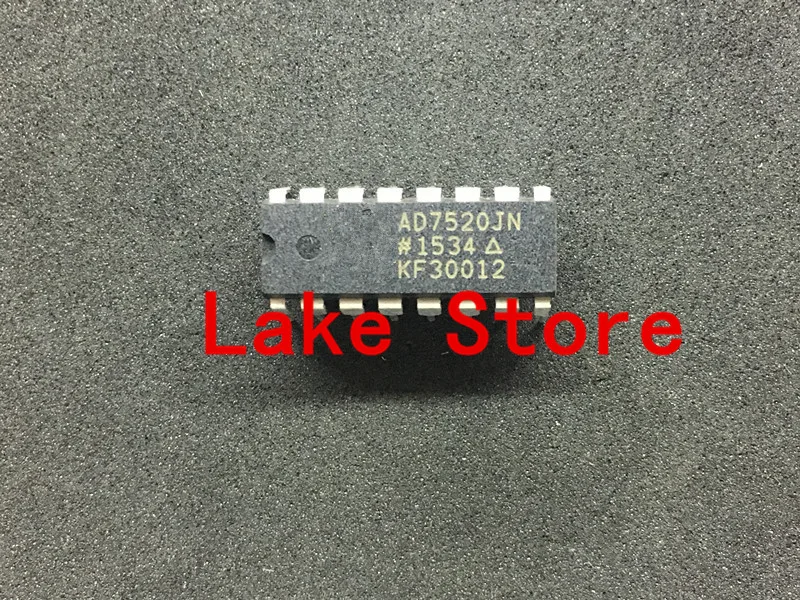 AD7520JN
#1534 △
KF30012
Lake Store